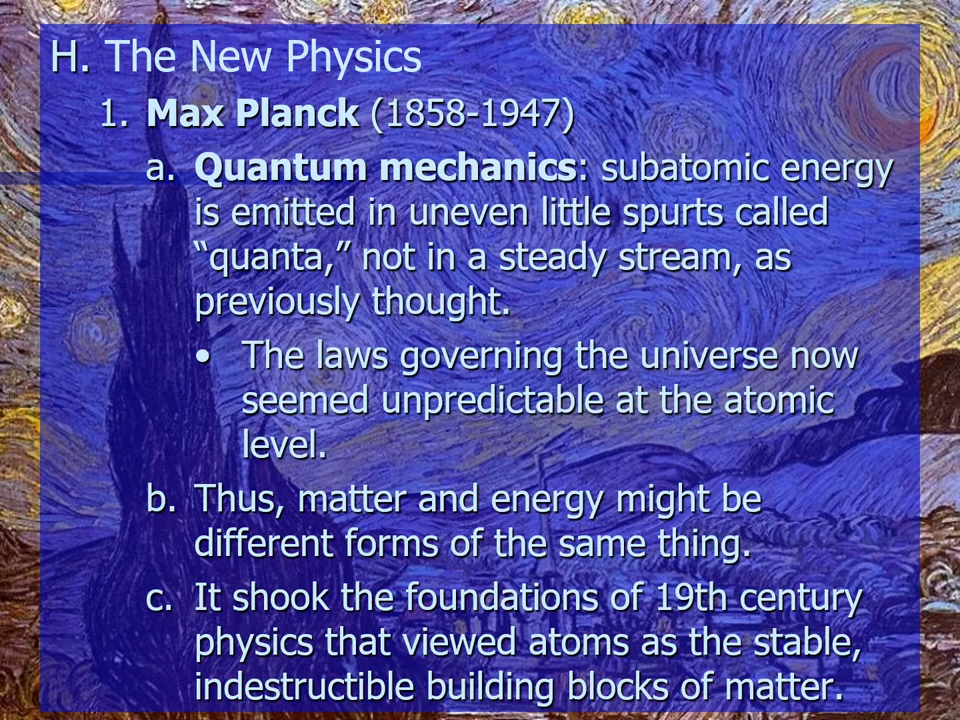 H. The New Physics
1. Max Planck (1858-1947)
a. Quantum mechanics: subatomic energy
is emitted in uneven little spurts called
“quanta,” not in a steady stream, as
previously thought.
• The laws governing the universe now
seemed unpredictable at the atomic
level.
b. Thus, matter and energy might be
different forms of the same thing.
c. It shook the foundations of 19th century
physics that viewed atoms as the stable,
indestructible building blocks of matter.